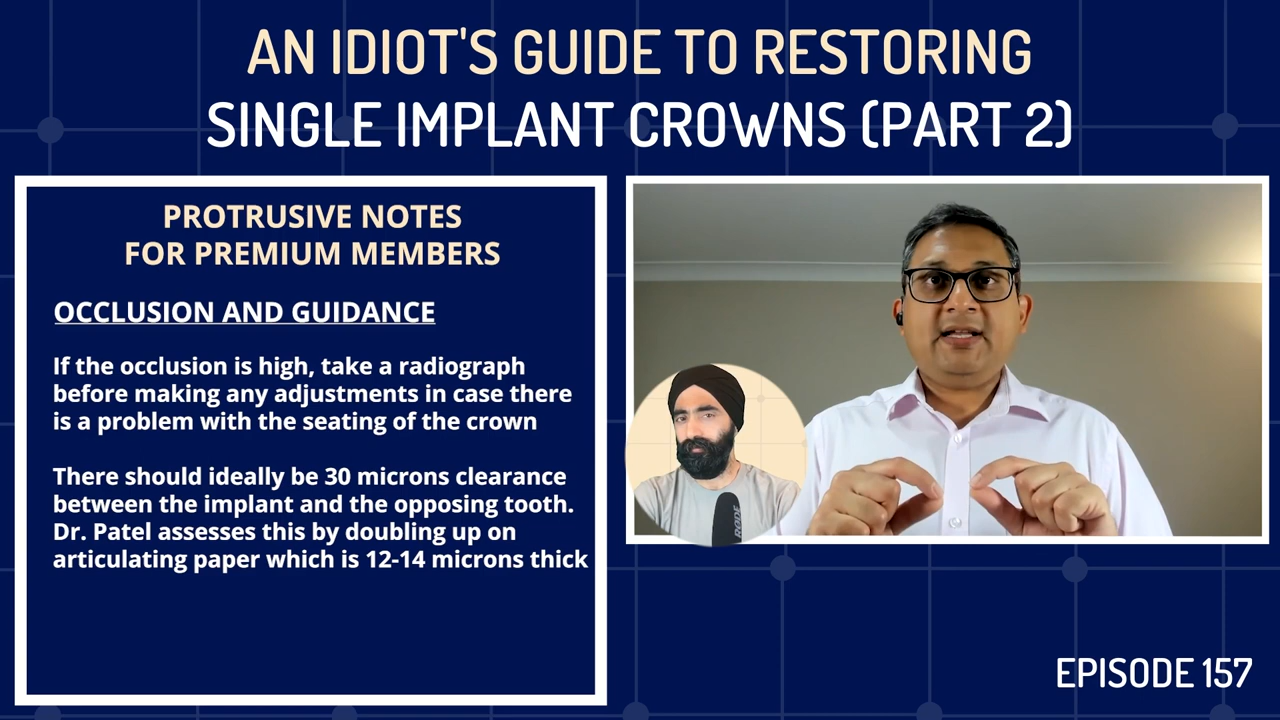 AN IDIOT'S GUIDE TO RESTORING
SINGLE IMPLANT CROWNS (PART 2)
PROTRUSIVE NOTES
FOR PREMIUM MEMBERS
OCCLUSION AND GUIDANCE
If the occlusion is high, take a radiograph
before making any adjustments in case there
is a problem with the seating of the crown
There should ideally be 30 microns clearance
between the implant and the opposing tooth.
Dr. Patel assesses this by doubling up on
articulating paper which is 12-14 microns thick
RODE
EPISODE 157